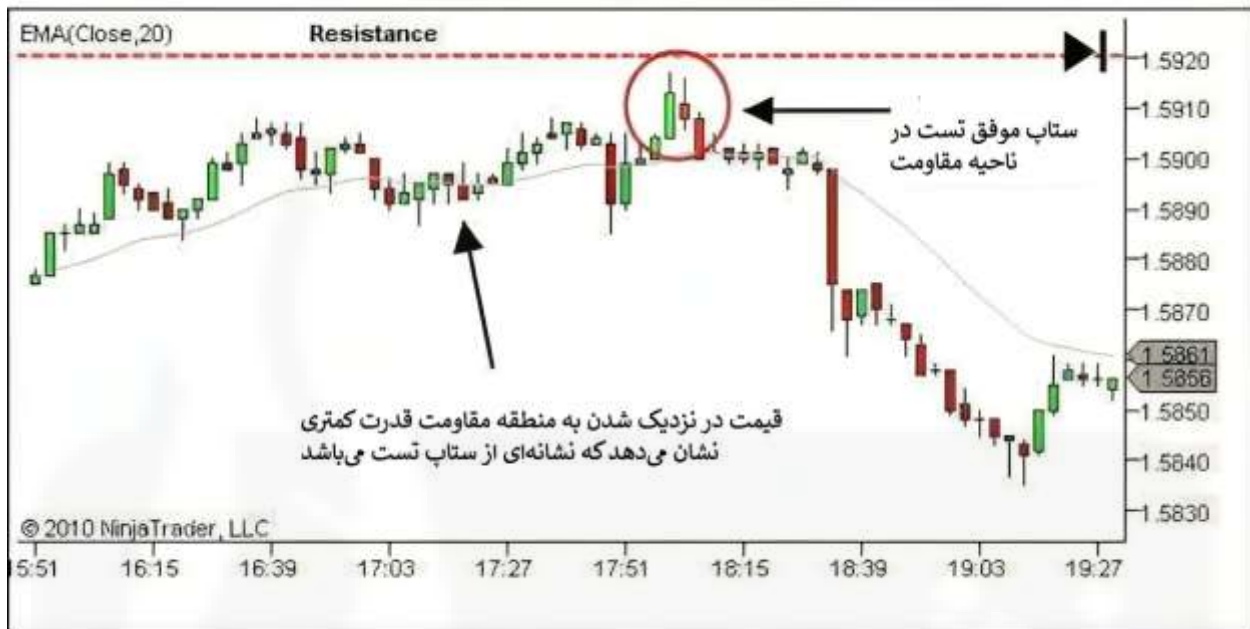 EMA(Close,20)
Resistance
1.5920
1.5910
ستاپ موفق تست در
ناحیه مقاومت
1.5900
1.5890
1.5880
1.5870
1.5861
1.5856
1.5850
قیمت در نزدیک شدن به منطقه مقاومت قدرت کمتری
نشان می‌دهد که نشانه‌ای از ستاپ تست می‌باشد
1.5840
1.5830
© 2010 NinjaTrader, LLC
15:51 16:15 16:39 17:03 17:27 17:51 18:15 18:39 19:03 19:27